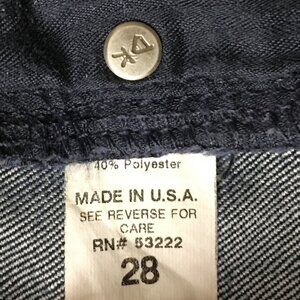 40% Polyester
MADE IN U.S.A.
SEE REVERSE FOR
CARE
RN# 53222
28